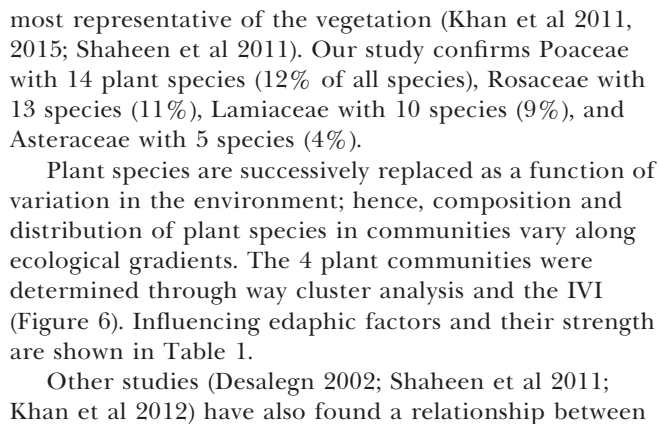 most representative of the vegetation (Khan et al 2011,
2015; Shaheen et al 2011). Our study confirms Poaceae
with 14 plant species (12% of all species), Rosaceae with
13 species (11%), Lamiaceae with 10 species (9%), and
Asteraceae with 5 species (4%).
Plant species are successively replaced as a function of
variation in the environment; hence, composition and
distribution of plant species in communities vary along
ecological gradients. The 4 plant communities were
determined through way cluster analysis and the IVI
(Figure 6). Influencing edaphic factors and their strength
are shown in Table 1.
Other studies (Desalegn 2002; Shaheen et al 2011;
Khan et al 2012) have also found a relationship between